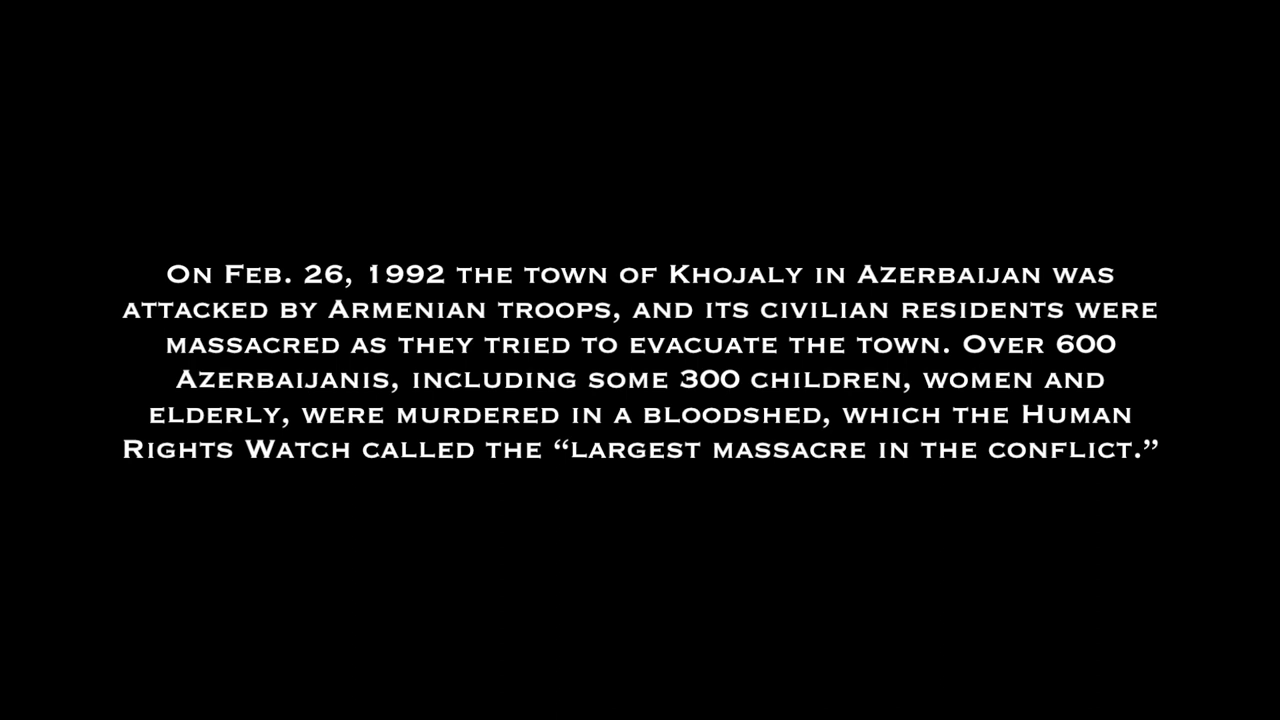 On Feb. 26, 1992 the town of Khojaly in Azerbaijan was
attacked by Armenian troops, and its civilian residents were
massacred as they tried to evacuate the town. Over 600
Azerbaijanis, including some 300 children, women and
elderly, were murdered in a bloodshed, which the Human
Rights Watch called the “largest massacre in the conflict.”